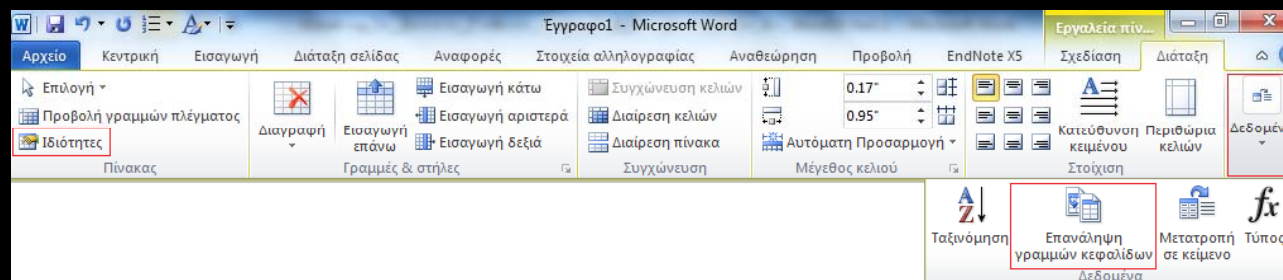 Έγγραφο1 - Microsoft Word
Εργαλεία πίν...
Αρχείο Κεντρική Εισαγωγή Διάταξη σελίδας Αναφορές Στοιχεία αλληλογραφίας Αναθεώρηση Προβολή EndNote X5 Σχεδίαση Διάταξη
Επιλογή
Προβολή γραμμών πλέγματος
Ιδιότητες
Πίνακας
Διαγραφή
Εισαγωγή
επάνω
Εισαγωγή κάτω
Εισαγωγή αριστερά
Εισαγωγή δεξιά
Γραμμές & στήλες
Συγχώνευση κελιών
Διαίρεση κελιών
Διαίρεση πίνακα
Συγχώνευση
0.17"
0.95"
Αυτόματη Προσαρμογή
Μέγεθος κελιού
Κατεύθυνση
κειμένου
Περιθώρια
κελιών
Στοίχιση
Δεδομέν
Ταξινόμηση
Επανάληψη
γραμμών κεφαλίδων
Μετατροπή
σε κείμενο
fx
Τύπος
Δεδομένα